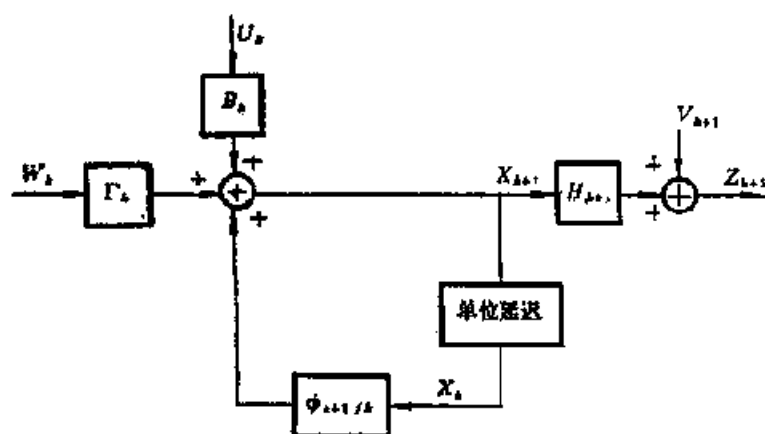 U_k
B_k
V_{k+1}
W_k
Γ_k
+
+
+
+
X_{k+1}
H_{k+1}
+
+
+
Z_{k+1}
单位延迟
ϕ_{k+1/k}
X_k